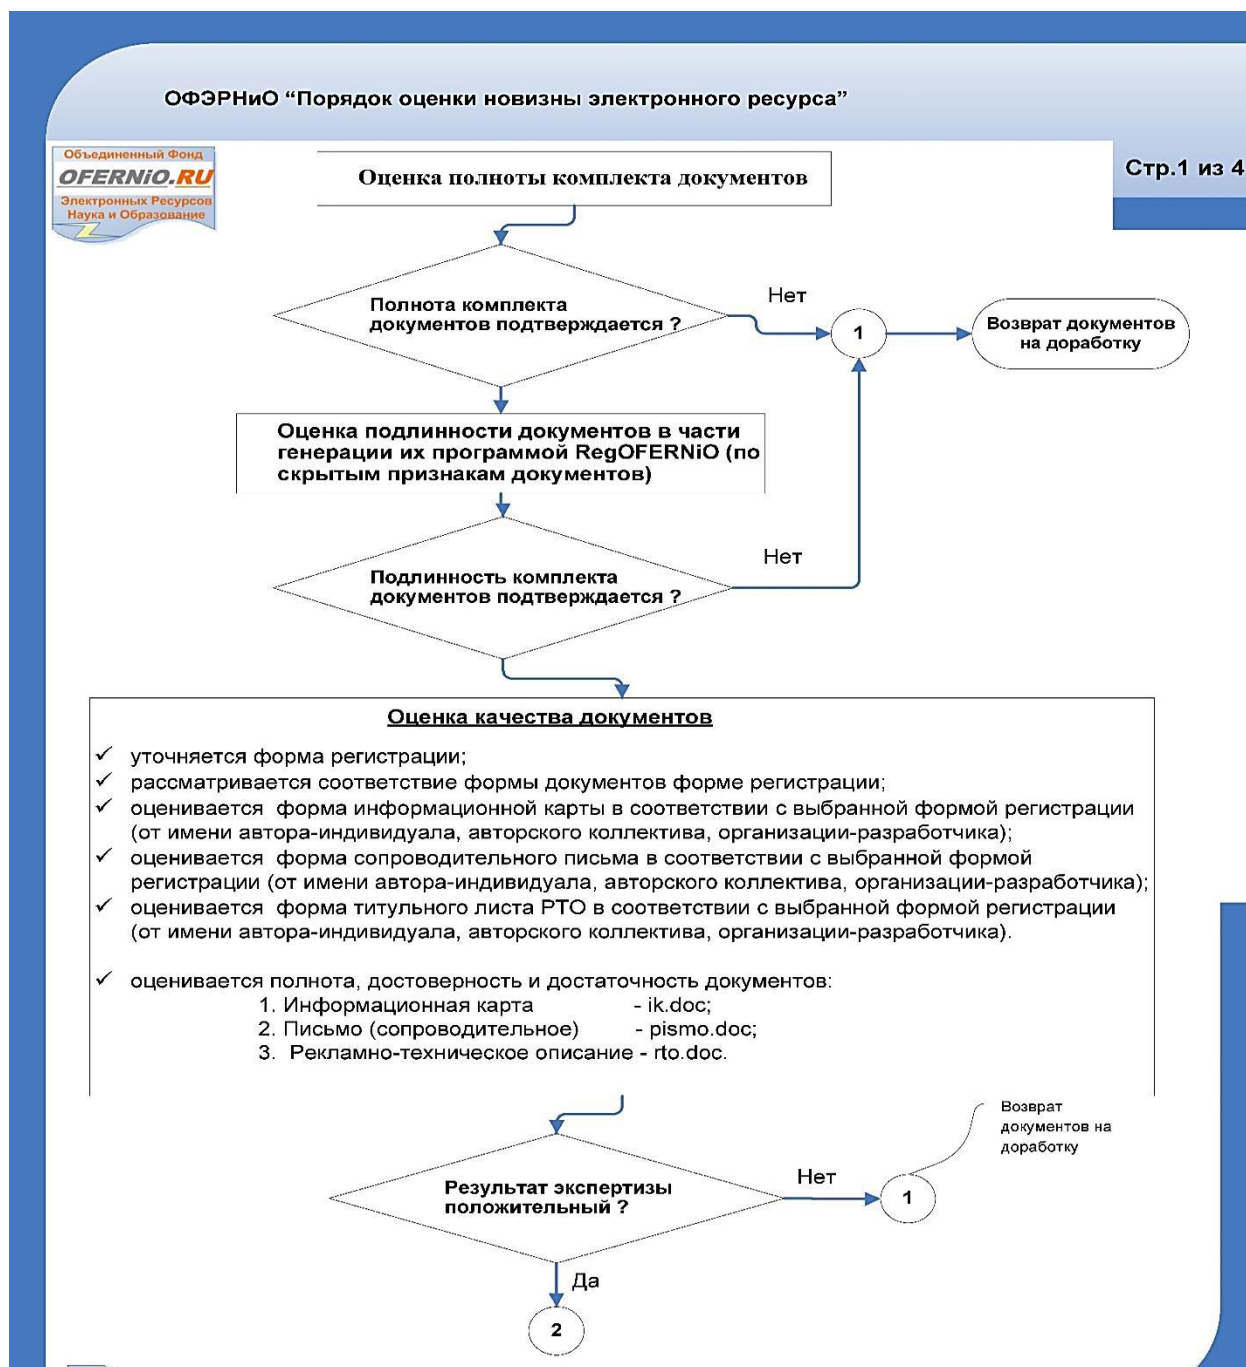 ОФЭРНиО “Порядок оценки новизны электронного ресурса”
Объединенный Фонд
OFERNiO.RU
Электронных Ресурсов
Наука и Образование
Стр.1 из 4
Оценка полноты комплекта документов
Полнота комплекта
документов подтверждается ?
Нет
1
Возврат документов
на доработку
Оценка подлинности документов в части
генерации их программой RegOFERNiO (по
скрытым признакам документов)
Подлинность комплекта
документов подтверждается ?
Нет
Оценка качества документов
✓ уточняется форма регистрации;
✓ рассматривается соответствие формы документов форме регистрации;
✓ оценивается форма информационной карты в соответствии с выбранной формой регистрации
(от имени автора-индивидуала, авторского коллектива, организации-разработчика);
✓ оценивается форма сопроводительного письма в соответствии с выбранной формой
регистрации (от имени автора-индивидуала, авторского коллектива, организации-разработчика);
✓ оценивается форма титульного листа РТО в соответствии с выбранной формой регистрации
(от имени автора-индивидуала, авторского коллектива, организации-разработчика).
✓ оценивается полнота, достоверность и достаточность документов:
1. Информационная карта - ik.doc;
2. Письмо (сопроводительное) - pismo.doc;
3. Рекламно-техническое описание - rto.doc.
Возврат
документов на
доработку
Результат экспертизы
положительный ?
Нет
1
Да
2